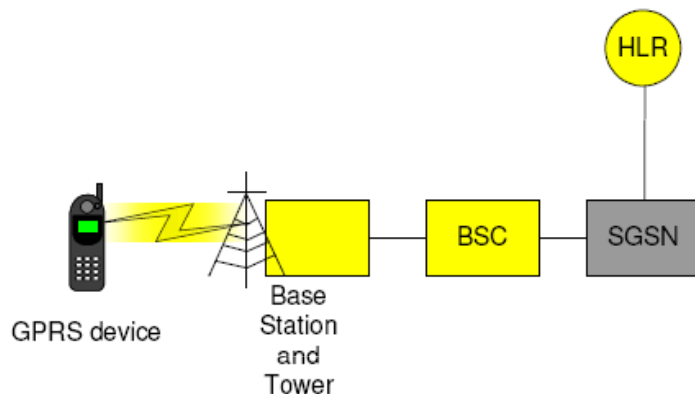 HLR
BSC
SGSN
GPRS device
Base
Station
and
Tower